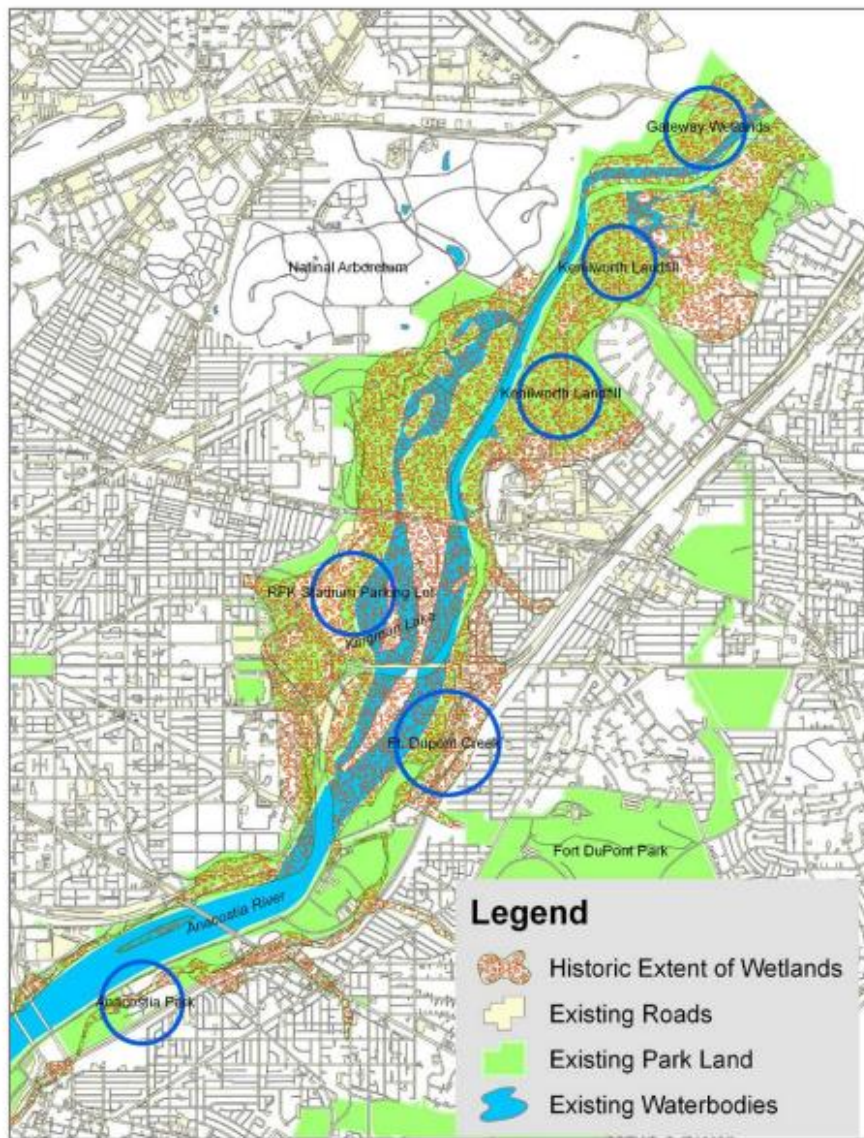 Gateway Wetlands
Kenilworth Landfill
Natinal Arboretum
Kenilworth Landfill
RFK Stadium Parking Lot
Kingman Lake
Ft. Dupont Creek
Fort DuPont Park
Anacostia River
Anacostia Park
Legend
Historic Extent of Wetlands
Existing Roads
Existing Park Land
Existing Waterbodies